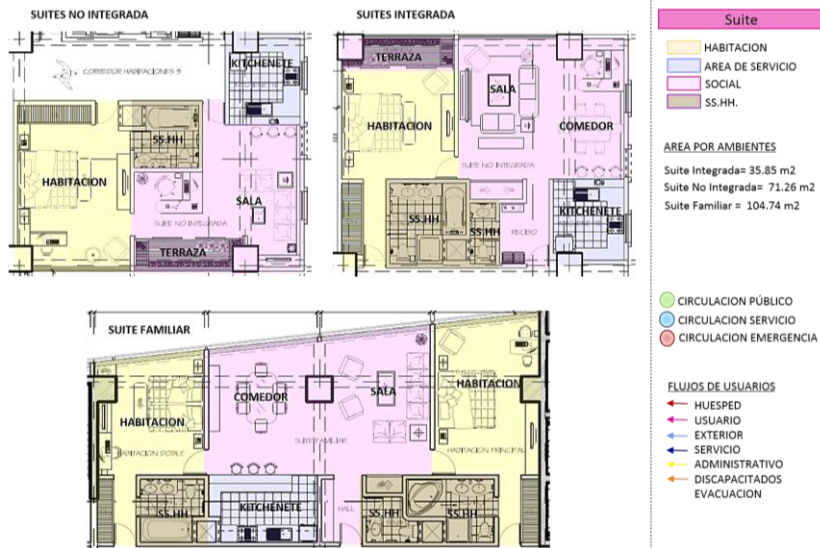 SUITES NO INTEGRADA
CORREDOR HABITACIONES 3
KITCHENETE
SS.HH
HABITACION
SALA
SUITE NO INTEGRADA
TERRAZA
SUITES INTEGRADA
TERRAZA
SALA
HABITACION
COMEDOR
SUITE NO INTEGRADA
SS.HH
KITCHENETE
SS.HH
RECIBO
SUITE FAMILIAR
HABITACION
COMEDOR
SALA
HABITACION
SUITE FAMILIAR
HABITACION DOBLE
HABITACION PRINCIPAL
SS.HH
KITCHENETE
HALL
SS.HH
SS.HH
Suite
HABITACION
AREA DE SERVICIO
SOCIAL
SS.HH.
AREA POR AMBIENTES
Suite Integrada= 35.85 m2
Suite No Integrada= 71.26 m2
Suite Familiar = 104.74 m2
CIRCULACION PÚBLICO
CIRCULACION SERVICIO
CIRCULACION EMERGENCIA
FLUJOS DE USUARIOS
HUESPED
USUARIO
EXTERIOR
SERVICIO
ADMINISTRATIVO
DISCAPACITADOS
EVACUACION